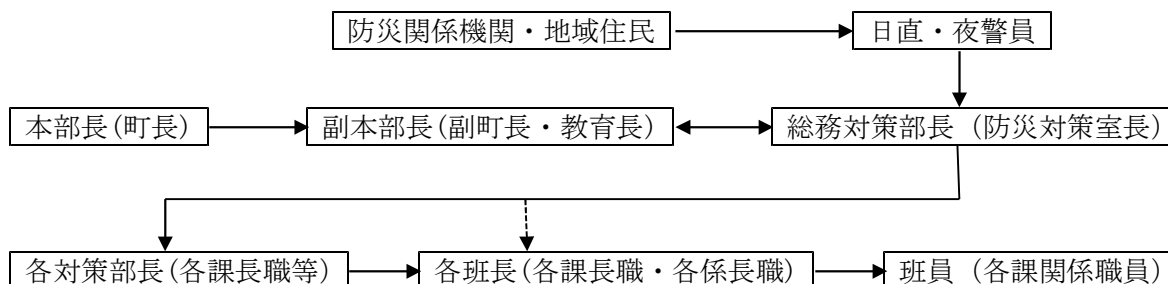 防災関係機関・地域住民
日直・夜警員
本部長(町長)
副本部長(副町長・教育長)
総務対策部長 (防災対策室長)
各対策部長(各課長職等)
各班長(各課長職・各係長職)
班員 (各課関係職員)